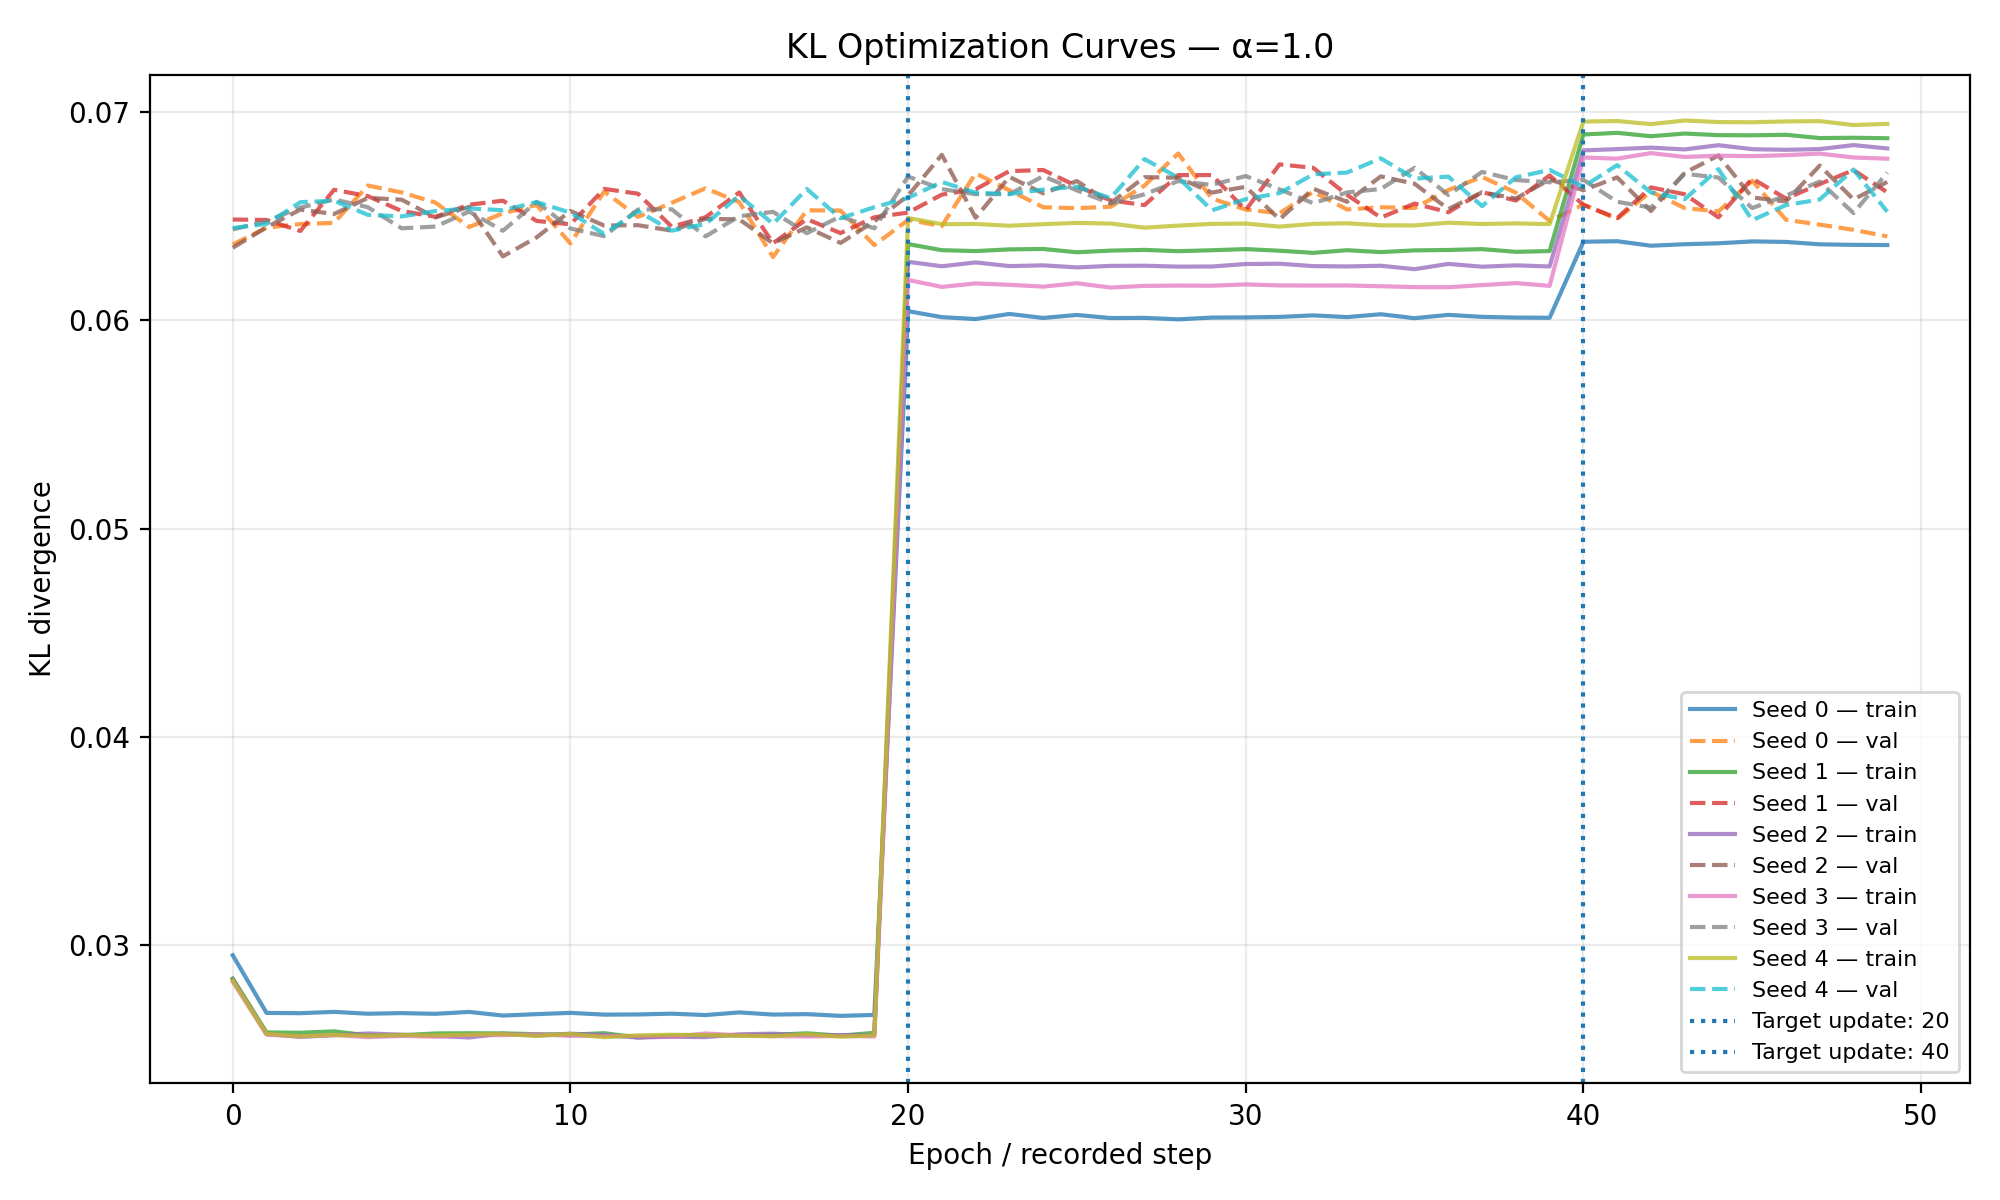 KL Optimization Curves — α=1.0
0.07
0.06
0.05
0.04
0.03
KL divergence
0
10
20
30
40
50
Epoch / recorded step
Seed 0 — train
Seed 0 — val
Seed 1 — train
Seed 1 — val
Seed 2 — train
Seed 2 — val
Seed 3 — train
Seed 3 — val
Seed 4 — train
Seed 4 — val
Target update: 20
Target update: 40